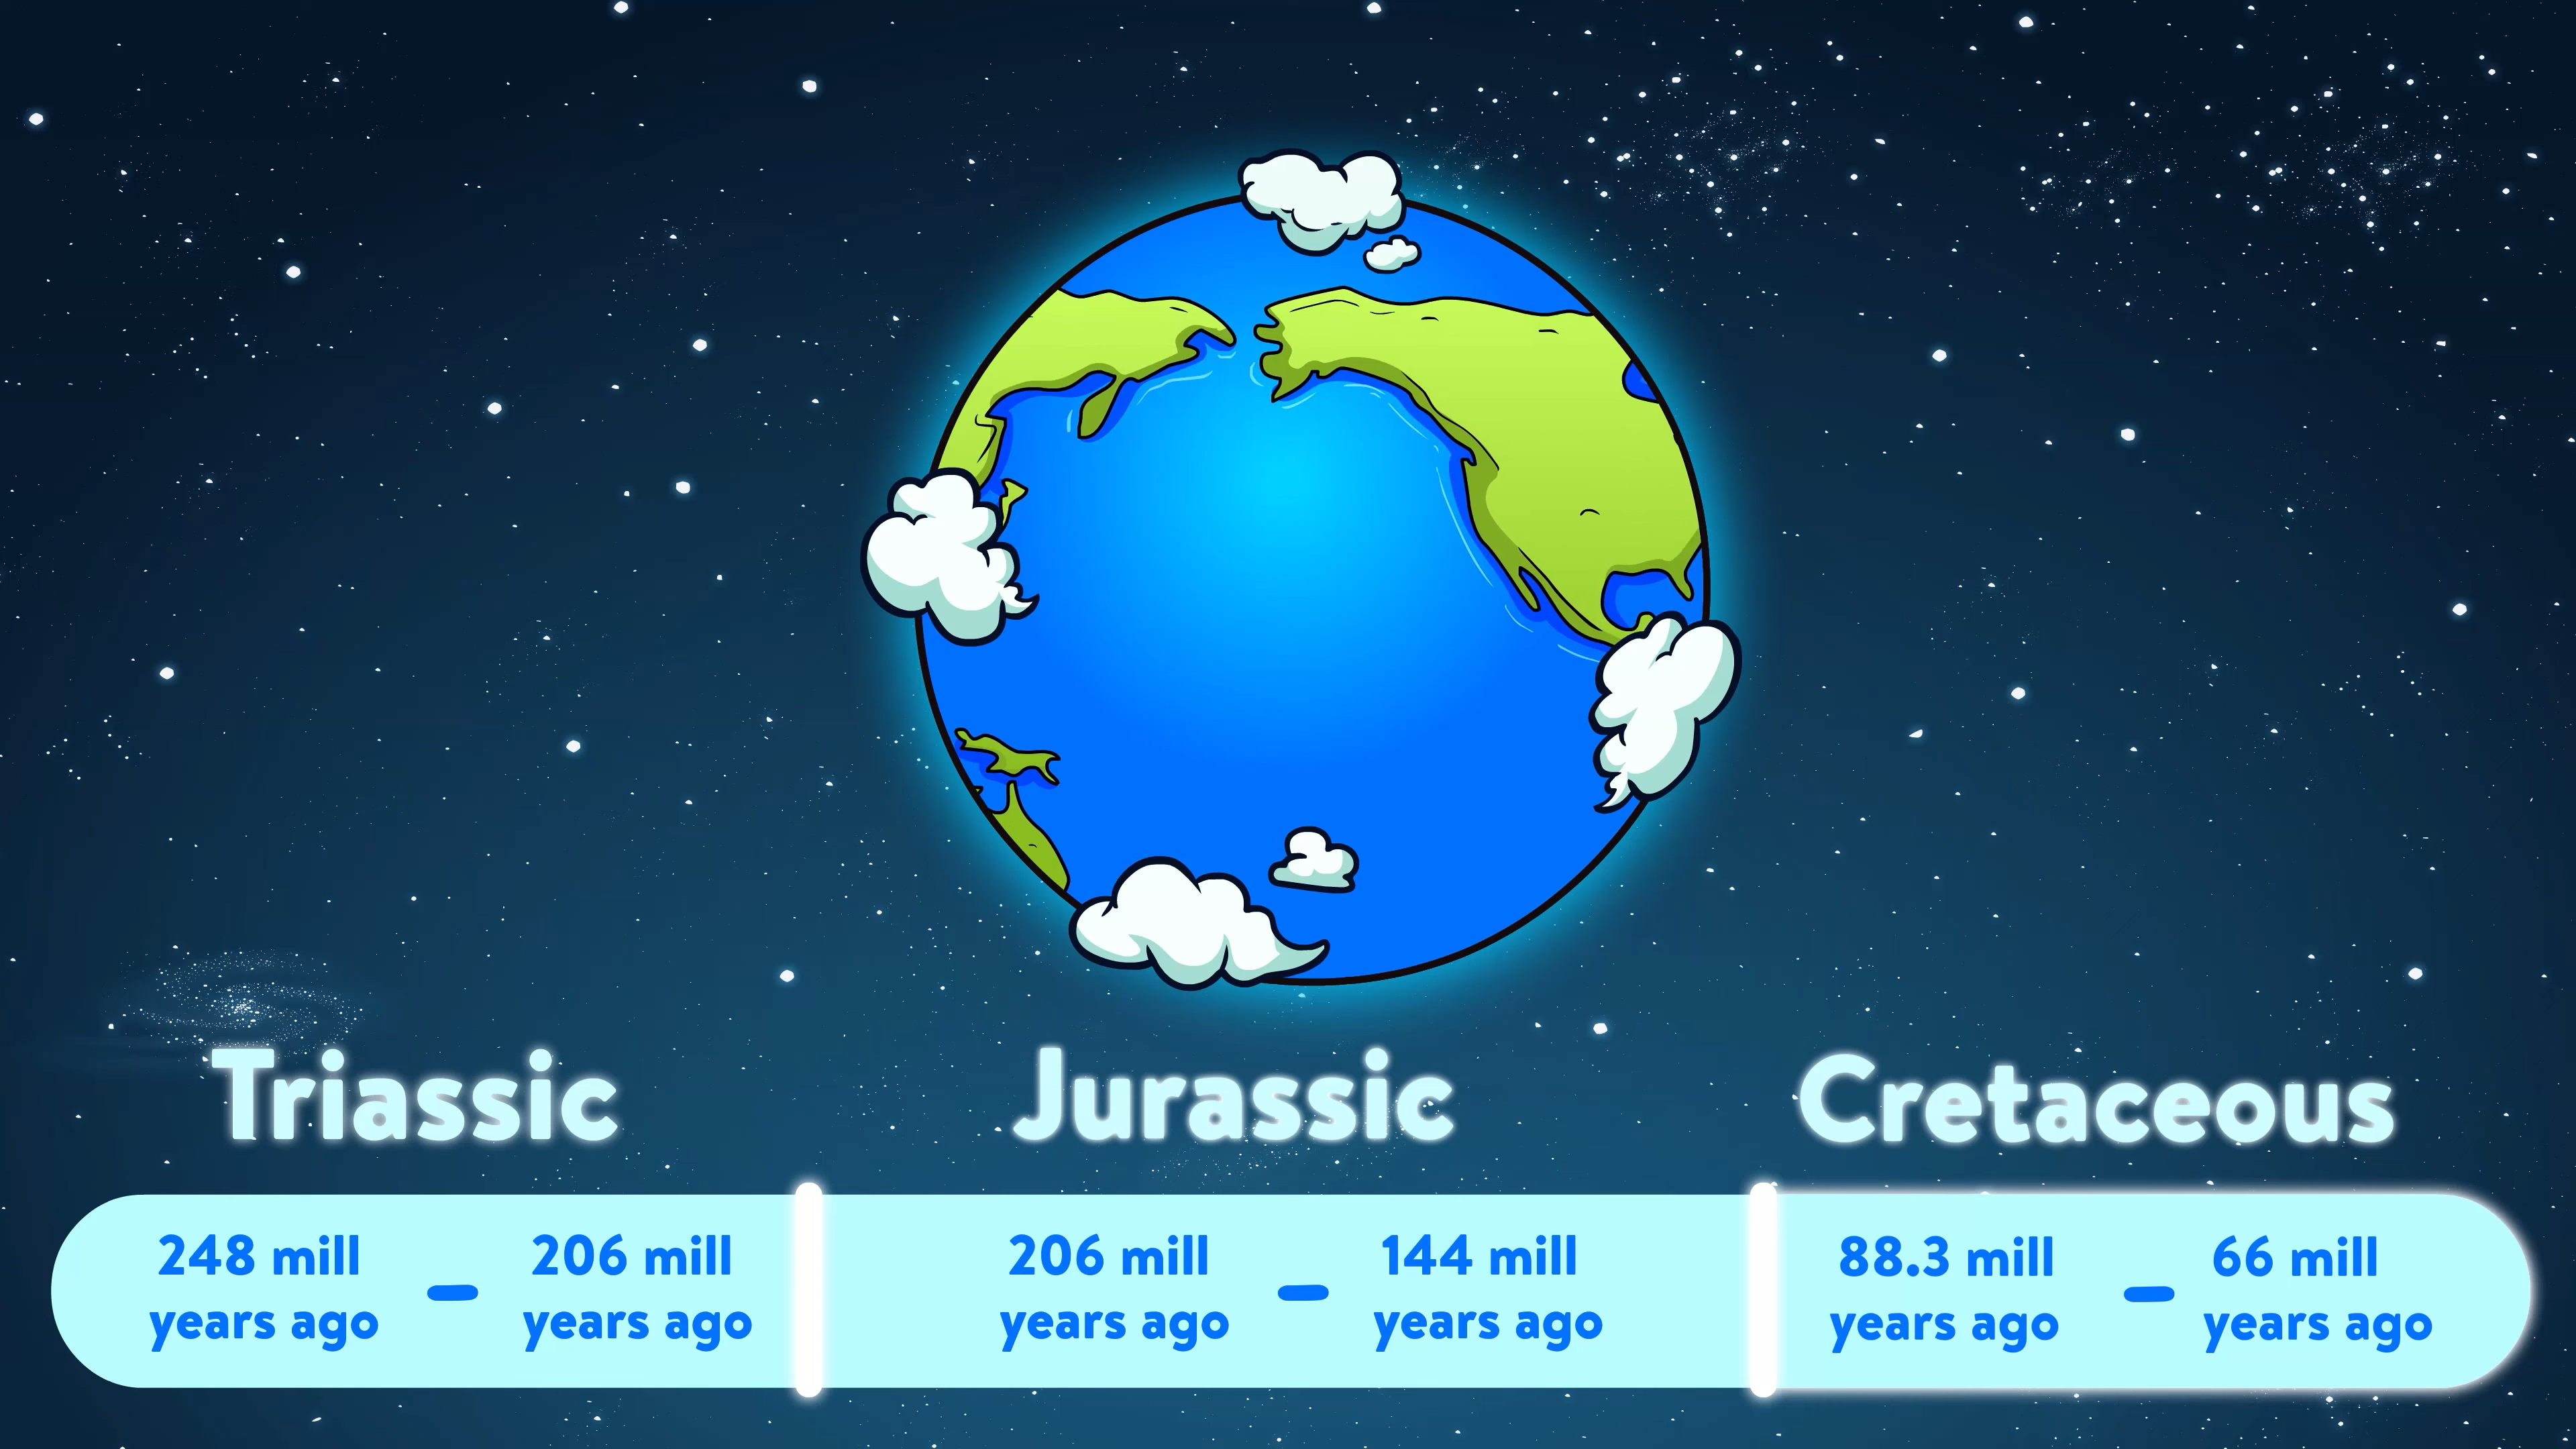 Triassic
Jurassic
Cretaceous
248 mill
years ago
-
206 mill
years ago
206 mill
years ago
-
144 mill
years ago
88.3 mill
years ago
-
66 mill
years ago